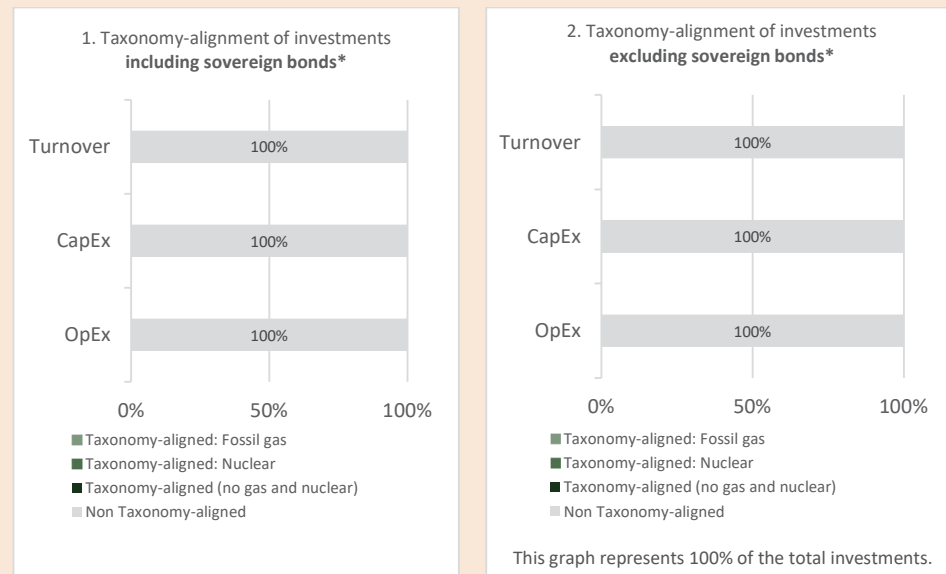 1. Taxonomy-alignment of investments
including sovereign bonds*
Turnover
100%
CapEx
100%
OpEx
100%
0%
50%
100%
Taxonomy-aligned: Fossil gas
Taxonomy-aligned: Nuclear
Taxonomy-aligned (no gas and nuclear)
Non Taxonomy-aligned
2. Taxonomy-alignment of investments
excluding sovereign bonds*
Turnover
100%
CapEx
100%
OpEx
100%
0%
50%
100%
Taxonomy-aligned: Fossil gas
Taxonomy-aligned: Nuclear
Taxonomy-aligned (no gas and nuclear)
Non Taxonomy-aligned
This graph represents 100% of the total investments.